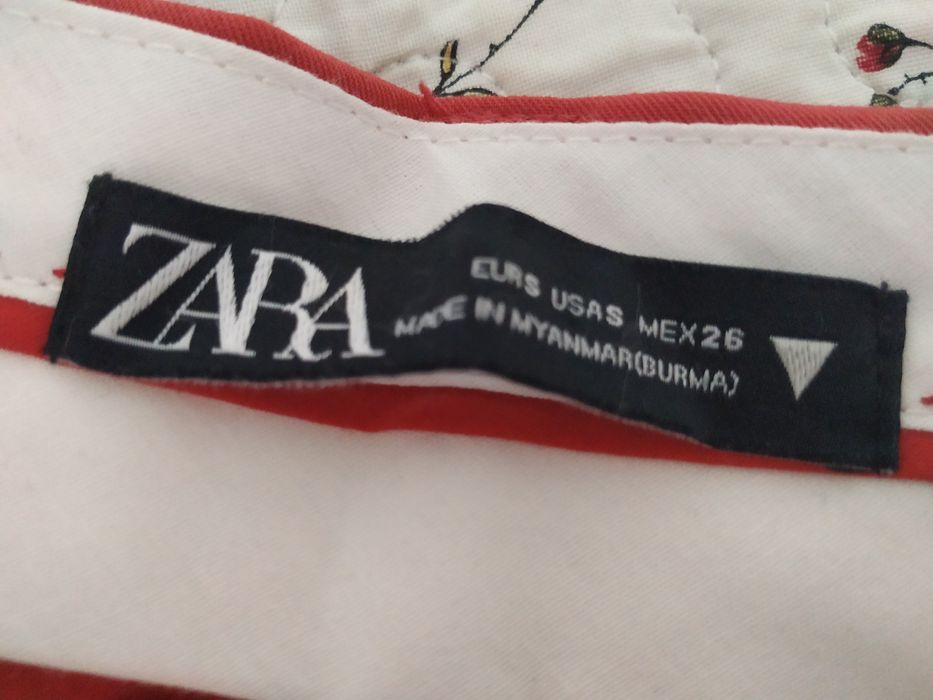 ZARA
EUR S USA S MEX 26
MADE IN MYANMAR(BURMA)